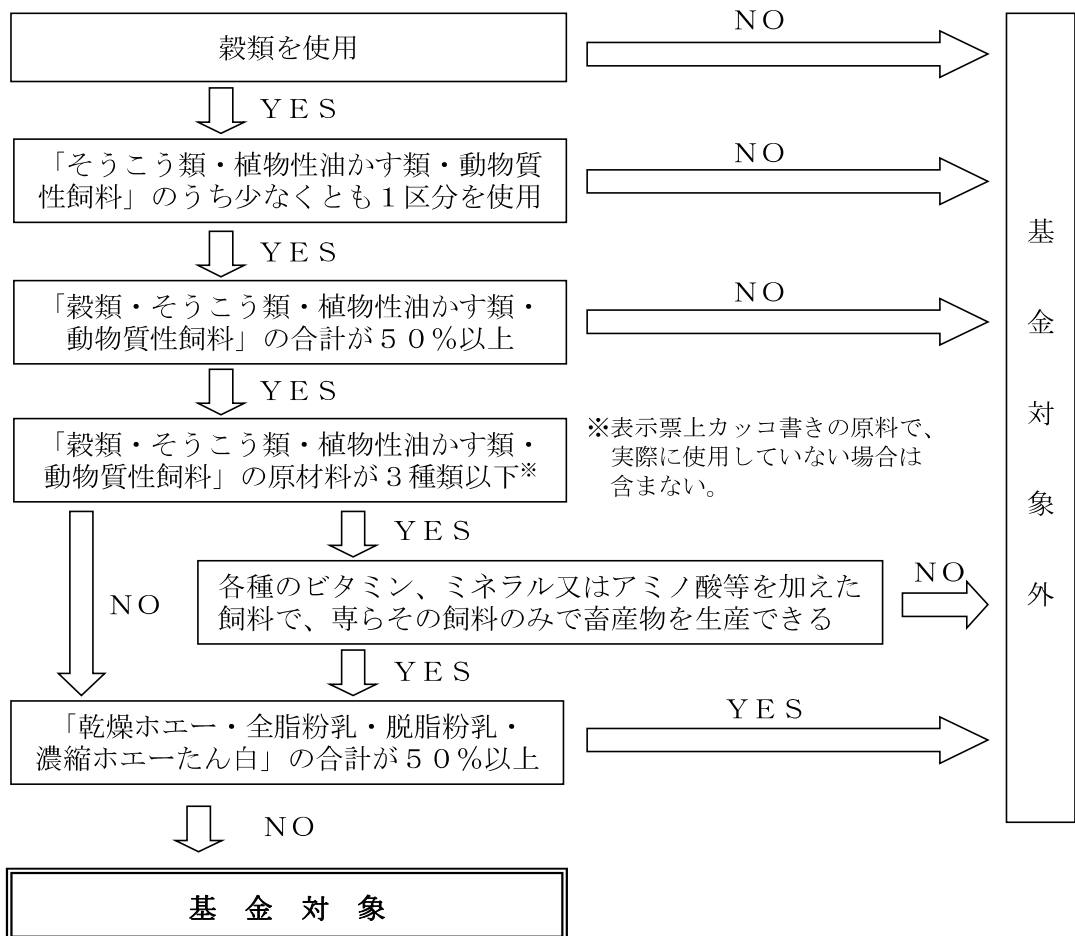 穀類を使用
NO
YES
「そうこう類・植物性油かす類・動物質
性飼料」のうち少なくとも１区分を使用
NO
YES
「穀類・そうこう類・植物性油かす類・
動物質性飼料」の合計が５０％以上
NO
YES
「穀類・そうこう類・植物性油かす類・
動物質性飼料」の原材料が３種類以下※
※表示票上カッコ書きの原料で、
実際に使用していない場合は
含まない。
YES
NO
各種のビタミン、ミネラル又はアミノ酸等を加えた
飼料で、専らその飼料のみで畜産物を生産できる
NO
YES
「乾燥ホエー・全脂粉乳・脱脂粉乳・
濃縮ホエーたん白」の合計が５０％以上
YES
NO
基金対象
基金対象外